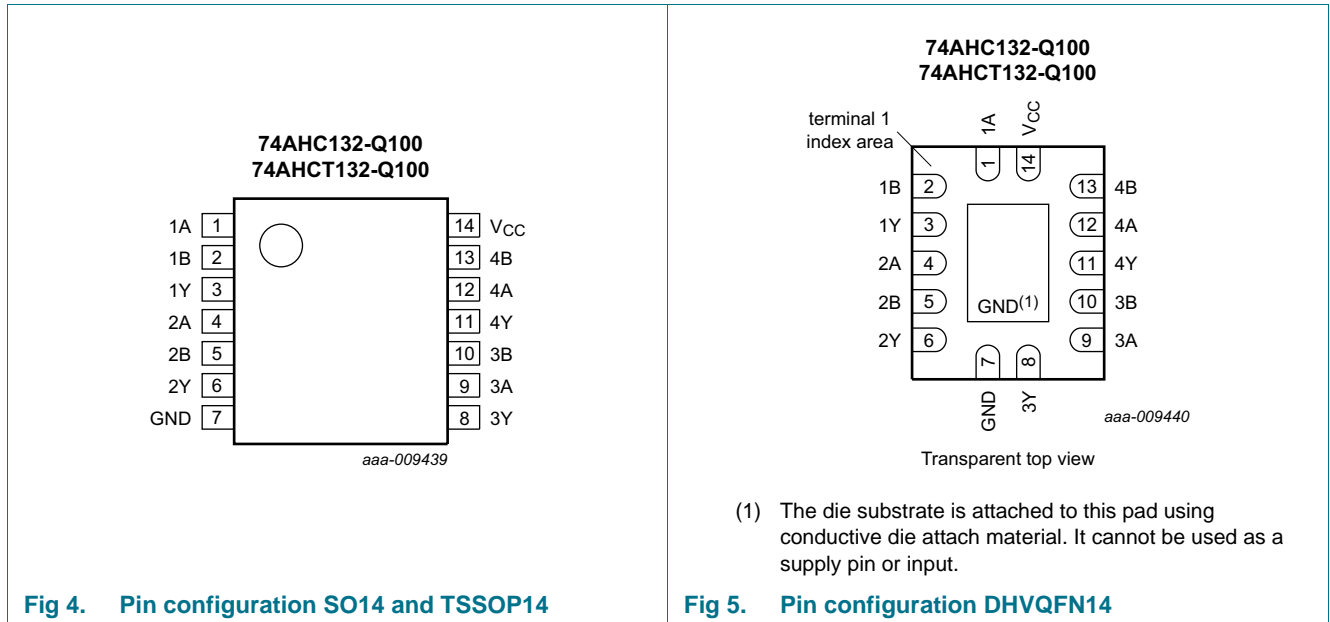 74AHC132-Q100
74AHCT132-Q100
1A 1
1B 2
1Y 3
2A 4
2B 5
2Y 6
GND 7
14 VCC
13 4B
12 4A
11 4Y
10 3B
9 3A
8 3Y
aaa-009439
Fig 4. Pin configuration SO14 and TSSOP14
74AHC132-Q100
74AHCT132-Q100
terminal 1
index area
1A
VCC
1
14
1B 2
1Y 3
2A 4
2B 5
2Y 6
13 4B
12 4A
11 4Y
10 3B
9 3A
GND(1)
7
8
GND
3Y
aaa-009440
Transparent top view
(1) The die substrate is attached to this pad using
conductive die attach material. It cannot be used as a
supply pin or input.
Fig 5. Pin configuration DHVQFN14